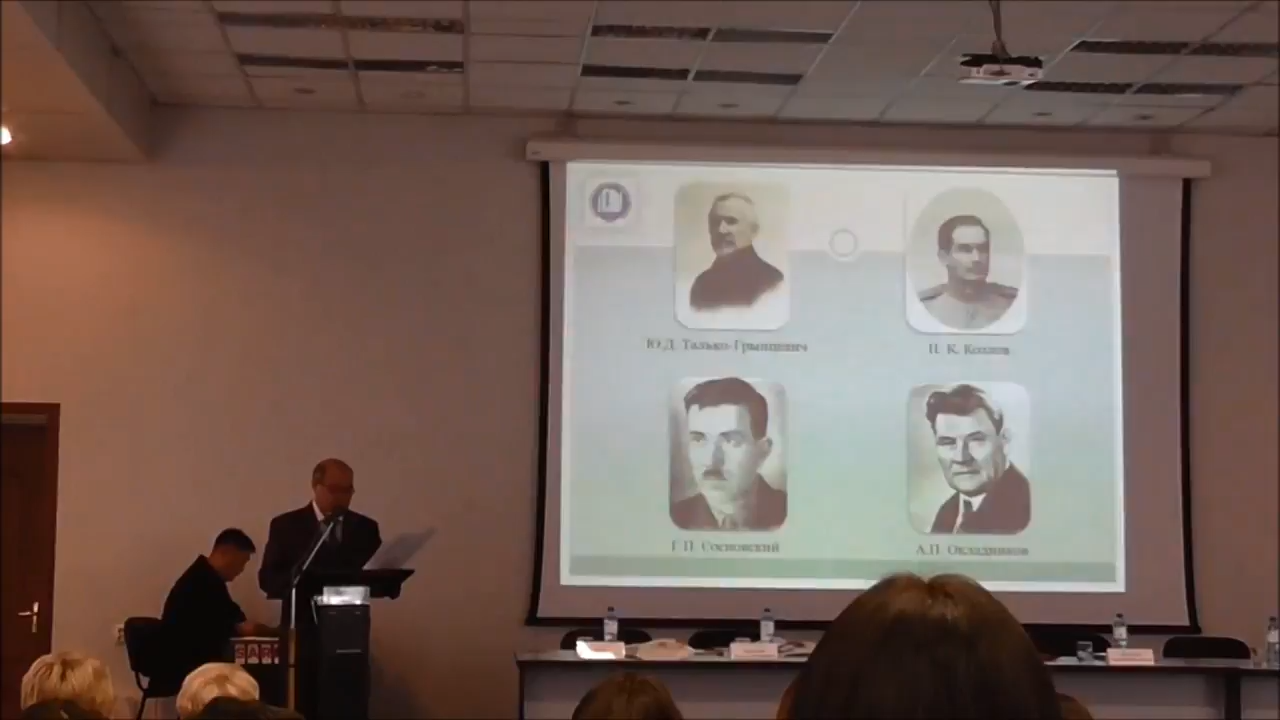 Ю.Д. Талько-Грынцевич
П. К. Козлов
Г.П. Сосновский
А.П. Окладников